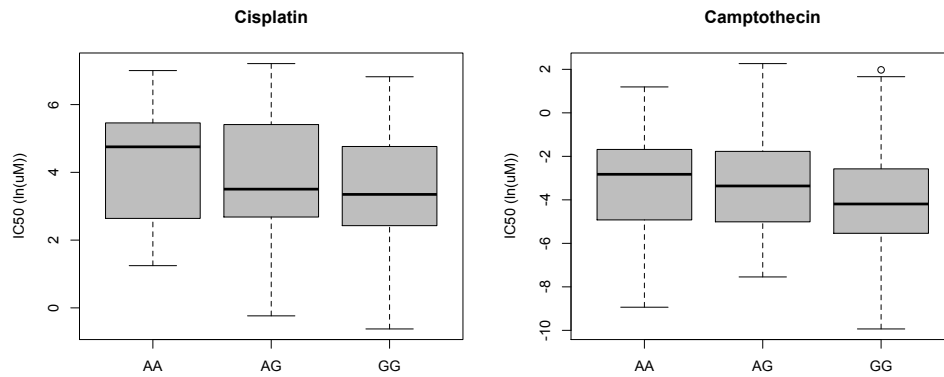 Cisplatin
IC50 (ln(uM))
6
4
2
0
AA AG GG
Camptothecin
IC50 (ln(uM))
2
0
-2
-4
-6
-8
-10
AA AG GG